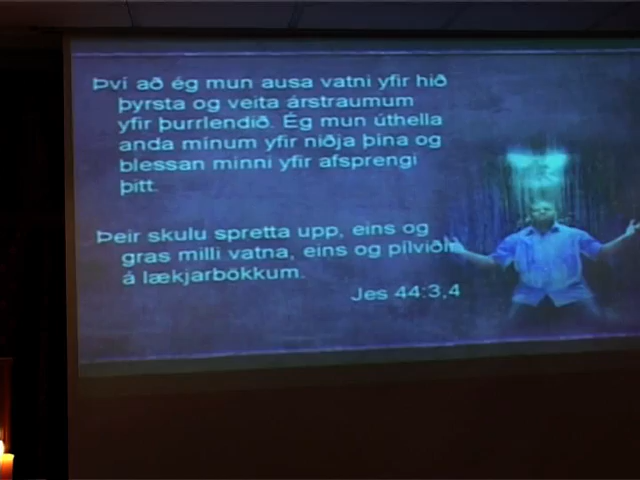 Því að ég mun ausa vatni yfir hið
þyrsta og veita árstraumum
yfir þurrlendið. Ég mun úthella
anda mínum yfir niðja þína og
blessan minni yfir afsprengi
þitt.
Þeir skulu spretta upp, eins og
gras milli vatna, eins og pílviðir
á lækjarbökkum.
Jes 44:3,4